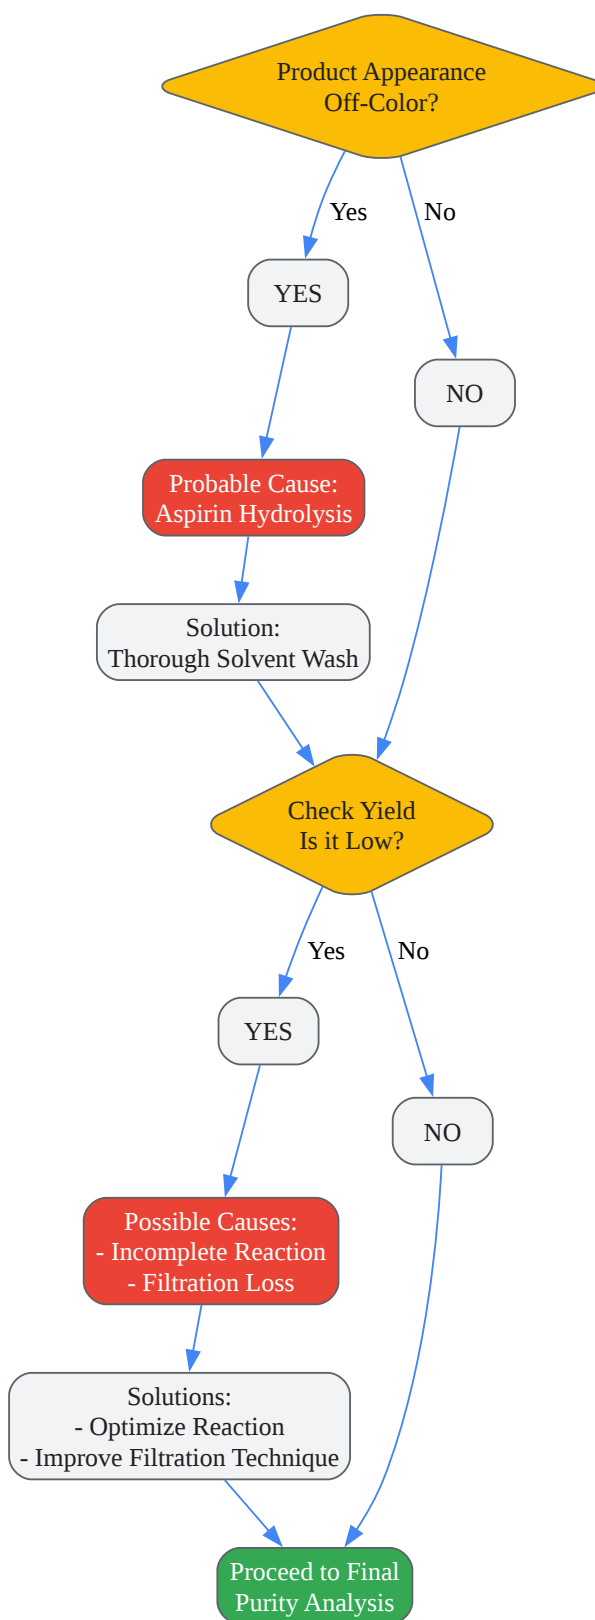 Product Appearance
Off-Color?
Yes
No
YES
NO
Probable Cause:
Aspirin Hydrolysis
Solution:
Thorough Solvent Wash
Check Yield
Is it Low?
Yes
No
YES
NO
Possible Causes:
- Incomplete Reaction
- Filtration Loss
Solutions:
- Optimize Reaction
- Improve Filtration Technique
Proceed to Final
Purity Analysis